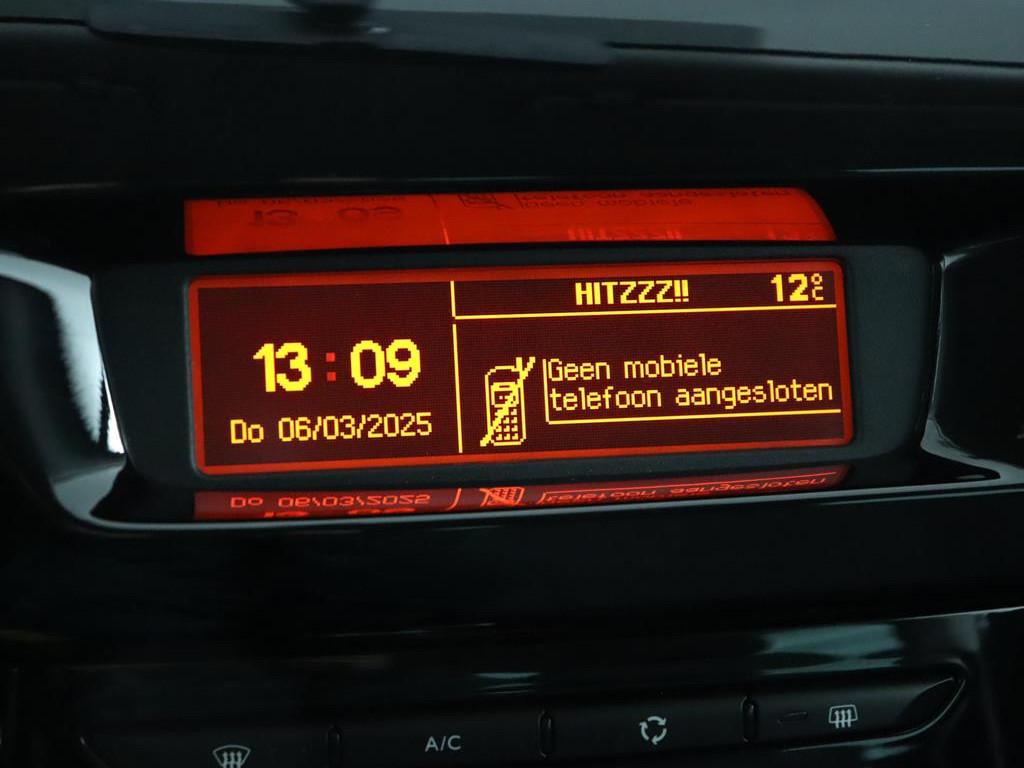 HITZZZ!! 12°C
13:09
Do 06/03/2025
Geen mobiele
telefoon aangesloten
A/C